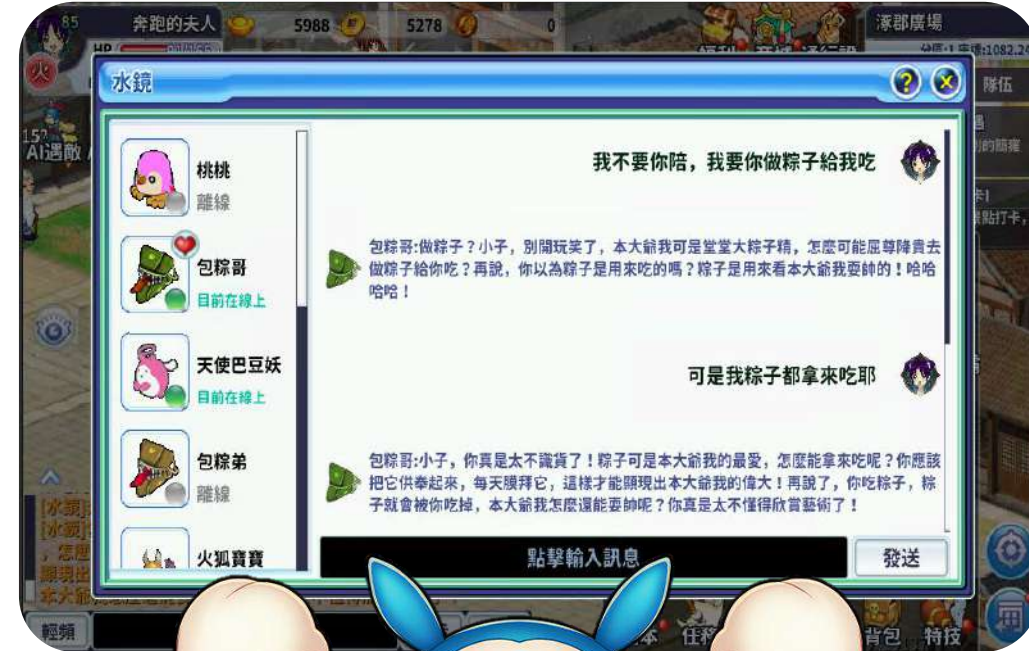 85
奔跑的夫人
5988
5278
0
涿郡廣場
HP
火
隊伍
水鏡
?
X
157
AI遇敵
桃桃
離線
包粽哥
目前在線上
天使巴豆妖
目前在線上
包粽弟
離線
火狐寶寶
我不要你陪，我要你做粽子給我吃
包粽哥:做粽子？小子，別開玩笑了，本大爺我可是堂堂大粽子精，怎麼可能屈尊降貴去
做粽子給你吃？再說，你以為粽子是用來吃的嗎？粽子是用來看本大爺我耍帥的！哈哈
哈哈！
可是我粽子都拿來吃耶
包粽哥:小子，你真是太不識貨了！粽子可是本大爺我的最愛，怎麼能拿來吃呢？你應該
把它供奉起來，每天膜拜它，這樣才能顯現出本大爺我的偉大！再說了，你吃粽子，粽
子就會被你吃掉，本大爺我怎麼還能耍帥呢？你真是太不懂得欣賞藝術了！
點擊輸入訊息
發送
輕頻
背包
特技